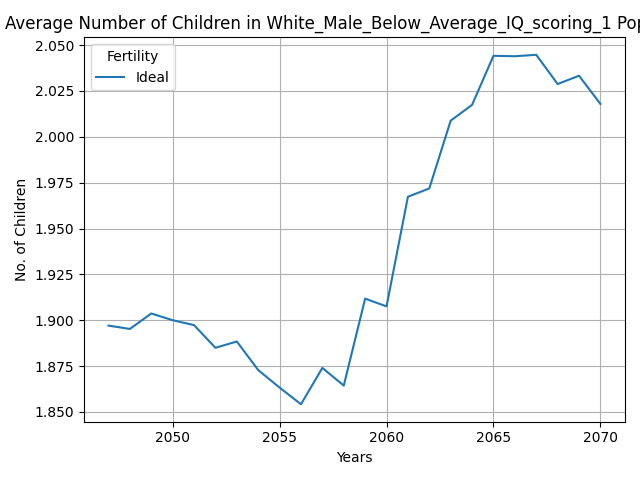 Average Number of Children in White_Male_Below_Average_IQ_scoring_1 Pop
Fertility
Ideal
2.050
2.025
2.000
1.975
1.950
1.925
1.900
1.875
1.850
No. of Children
2050
2055
2060
2065
2070
Years